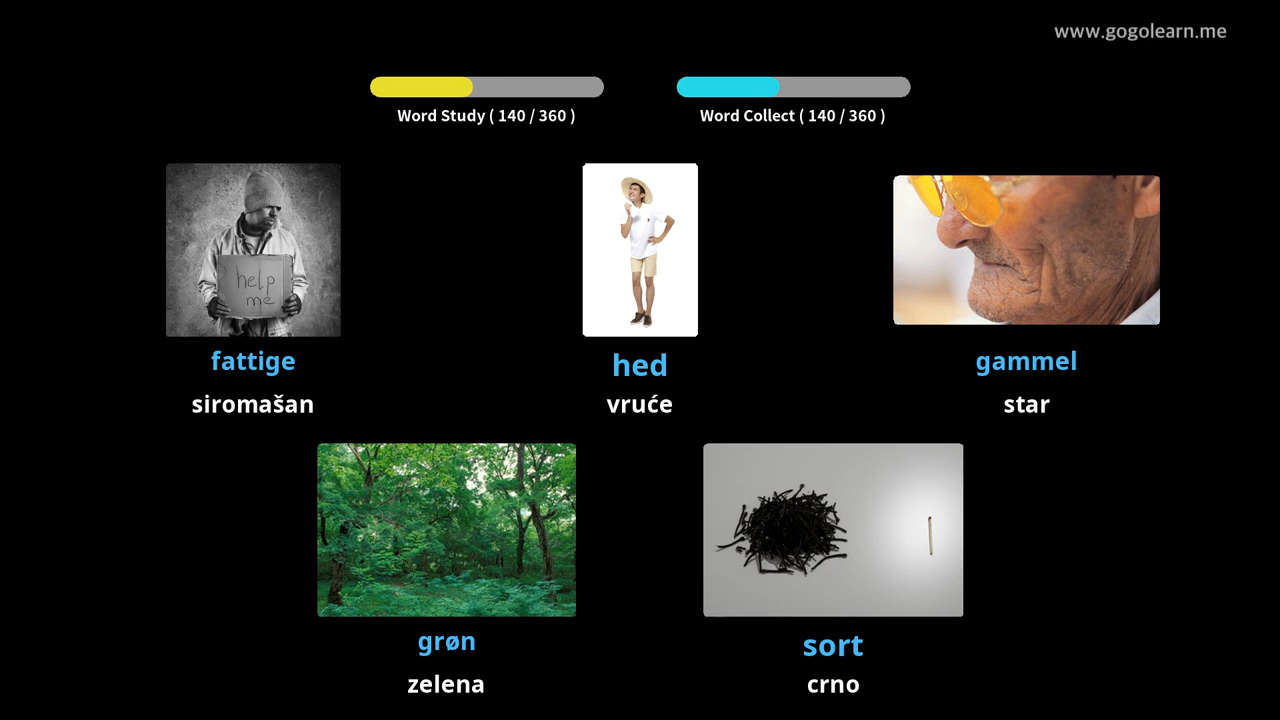 www.gogolearn.me
Word Study ( 140 / 360 )
Word Collect ( 140 / 360 )
help
me
fattige
hed
gammel
siromašan
vruće
star
grøn
sort
zelena
crno